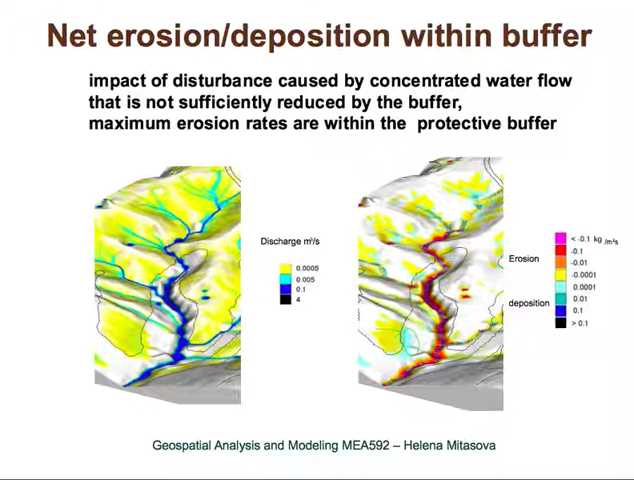 Net erosion/deposition within buffer
impact of disturbance caused by concentrated water flow
that is not sufficiently reduced by the buffer,
maximum erosion rates are within the protective buffer
Discharge m³/s
0.0005
0.005
0.1
4
Erosion
deposition
< -0.1 kg /m²s
-0.1
-0.01
-0.0001
0.0001
0.01
0.1
> 0.1
Geospatial Analysis and Modeling MEA592 – Helena Mitasova